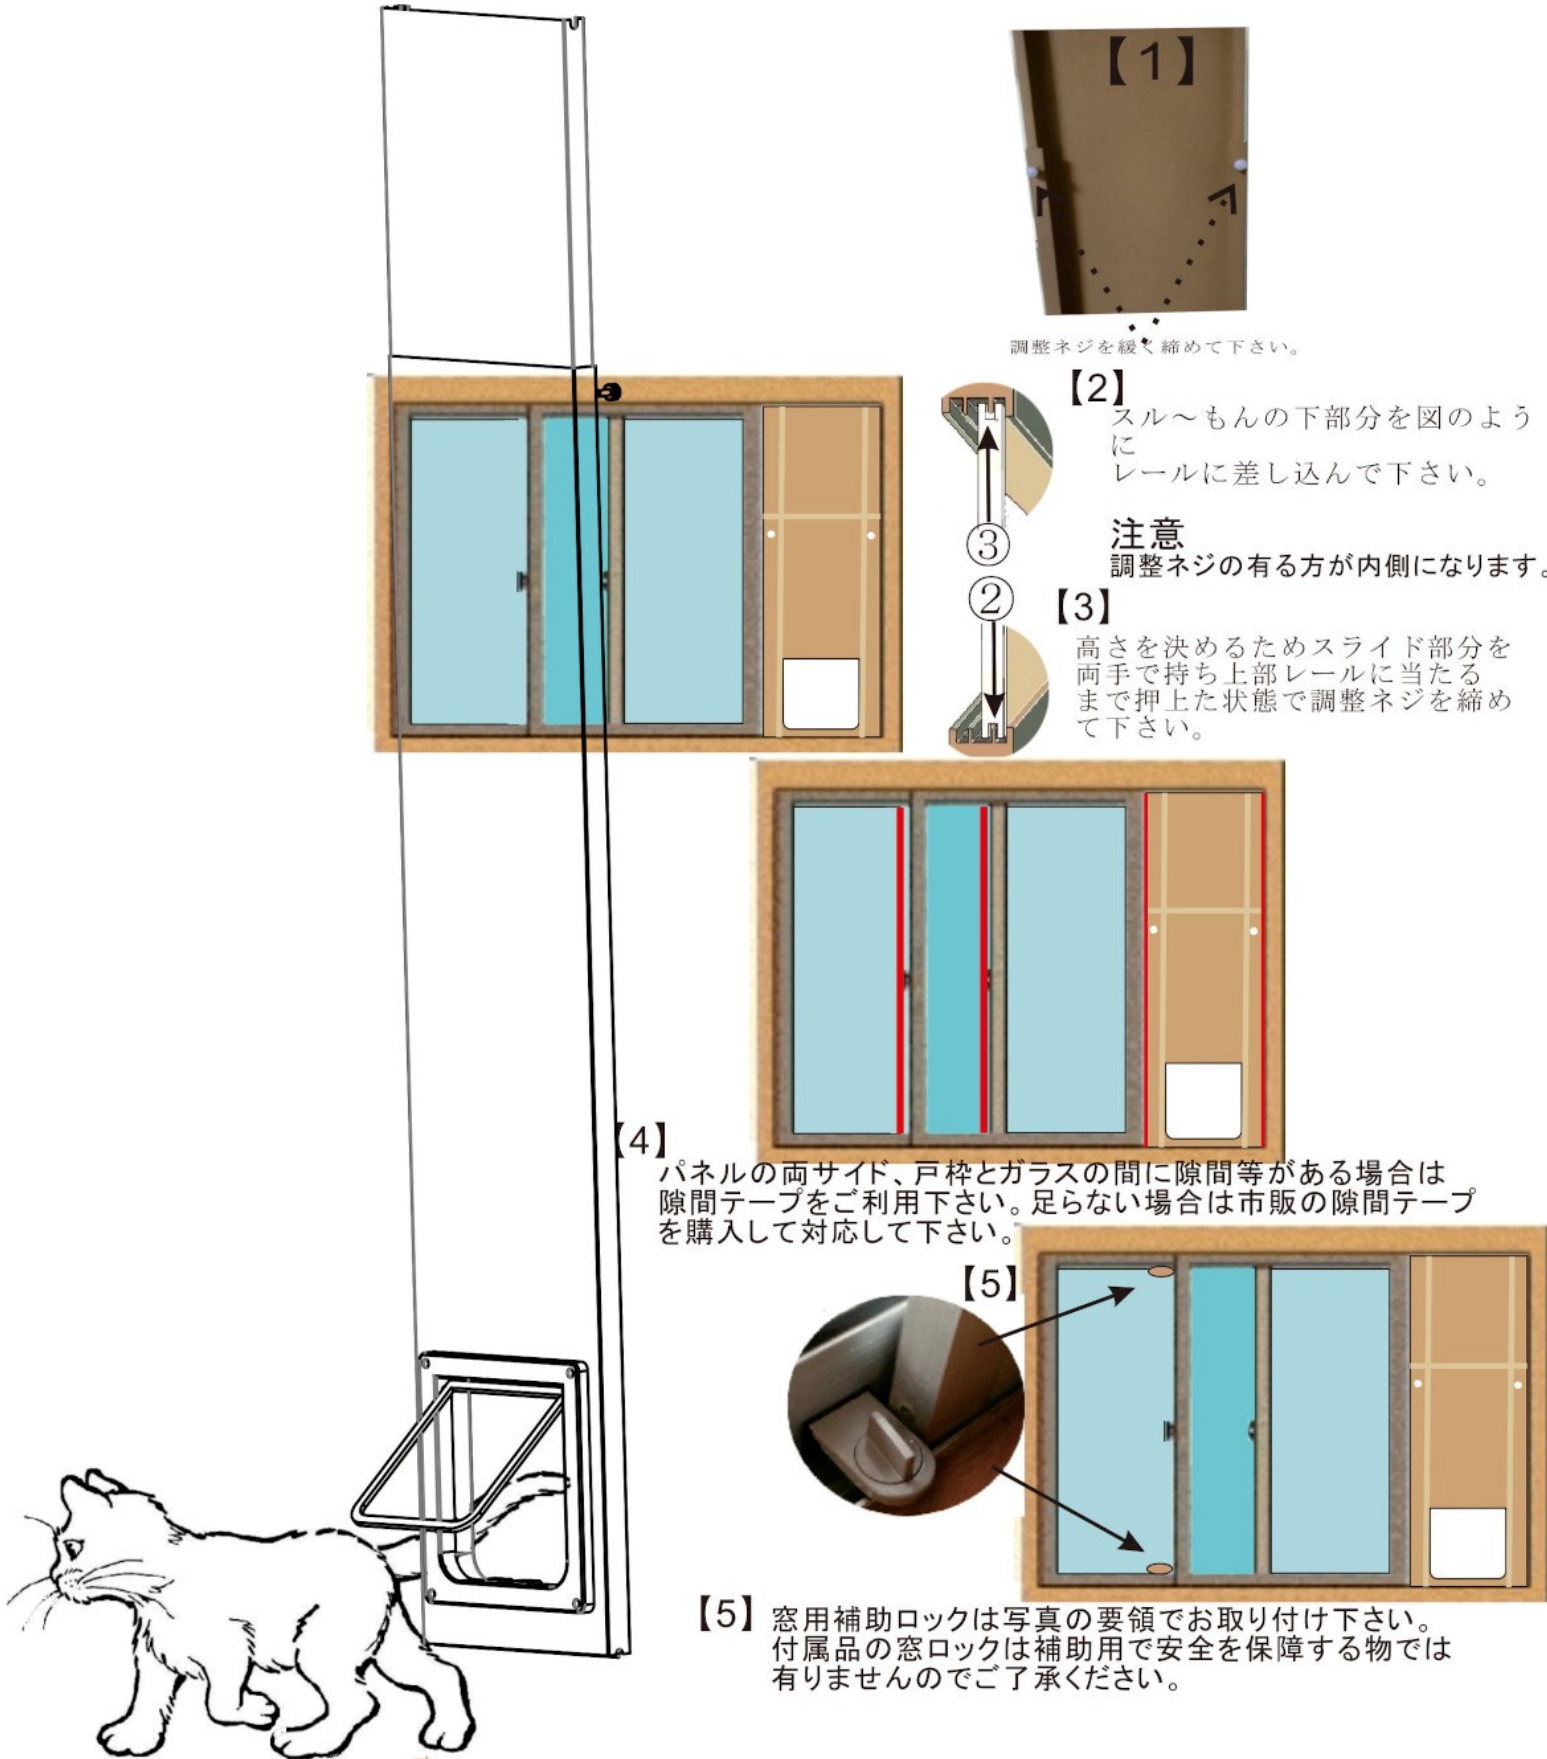 【1】
調整ネジを緩く締めて下さい。
【2】
スル～もんの下部分を図のよう
に
レールに差し込んで下さい。
注意
調整ネジの有る方が内側になります。
③
②
【3】
高さを決めるためスライド部分を
両手で持ち上部レールに当たる
まで押上た状態で調整ネジを締め
て下さい。
【4】
パネルの両サイド、戸枠とガラスの間に隙間等がある場合は
隙間テープをご利用下さい。足らない場合は市販の隙間テープ
を購入して対応して下さい。
【5】
【5】窓用補助ロックは写真の要領でお取り付け下さい。
付属品の窓ロックは補助用で安全を保障する物では
有りませんのでご了承ください。